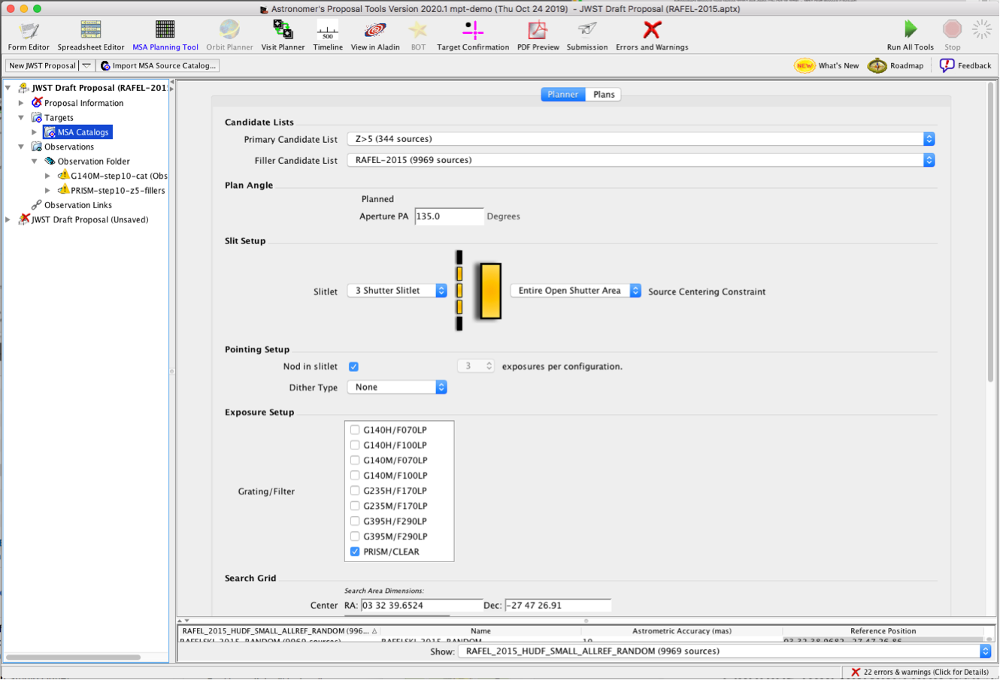 Astronomer's Proposal Tools Version 2020.1 mpt-demo (Thu Oct 24 2019) - JWST Draft Proposal (RAFEL-2015.aptx)
Form Editor Spreadsheet Editor MSA Planning Tool Orbit Planner Visit Planner 500 Timeline View in Aladin BOT Target Confirmation PDF Preview Submission Errors and Warnings Run All Tools Stop
New JWST Proposal Import MSA Source Catalog... NEW What's New Roadmap Feedback
JWST Draft Proposal (RAFEL-201
Proposal Information
Targets
MSA Catalogs
Observations
Observation Folder
G140M-step10-cat (Obs
PRISM-step10-z5-fillers
Observation Links
JWST Draft Proposal (Unsaved)
Planner Plans
Candidate Lists
Primary Candidate List Z>5 (344 sources)
Filler Candidate List RAFEL-2015 (9969 sources)
Plan Angle
Planned
Aperture PA 135.0 Degrees
Slit Setup
Slitlet 3 Shutter Slitlet Entire Open Shutter Area Source Centering Constraint
Pointing Setup
Nod in slitlet 3 exposures per configuration.
Dither Type None
Exposure Setup
Grating/Filter
G140H/F070LP
G140H/F100LP
G140M/F070LP
G140M/F100LP
G235H/F170LP
G235M/F170LP
G395H/F290LP
G395M/F290LP
PRISM/CLEAR
Search Grid
Search Area Dimensions:
Center RA: 03 32 39.6524 Dec: -27 47 26.91
RAFEL_2015_HUDF_SMALL_ALLREF_RANDOM (996... Name Astrometric Accuracy (mas) Reference Position
RAFELSKI_2015_RANDOM (9969 sources) RAFELSKI_2015_RANDOM 10 03 32 38.9682 -27 47 26.86
Show: RAFEL_2015_HUDF_SMALL_ALLREF_RANDOM (9969 sources)
22 errors & warnings (Click for Details)